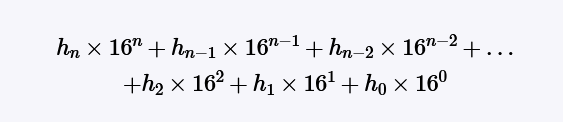 hₙ × 16ⁿ + hₙ₋₁ × 16ⁿ⁻¹ + hₙ₋₂ × 16ⁿ⁻² + ...
+h₂ × 16² + h₁ × 16¹ + h₀ × 16⁰